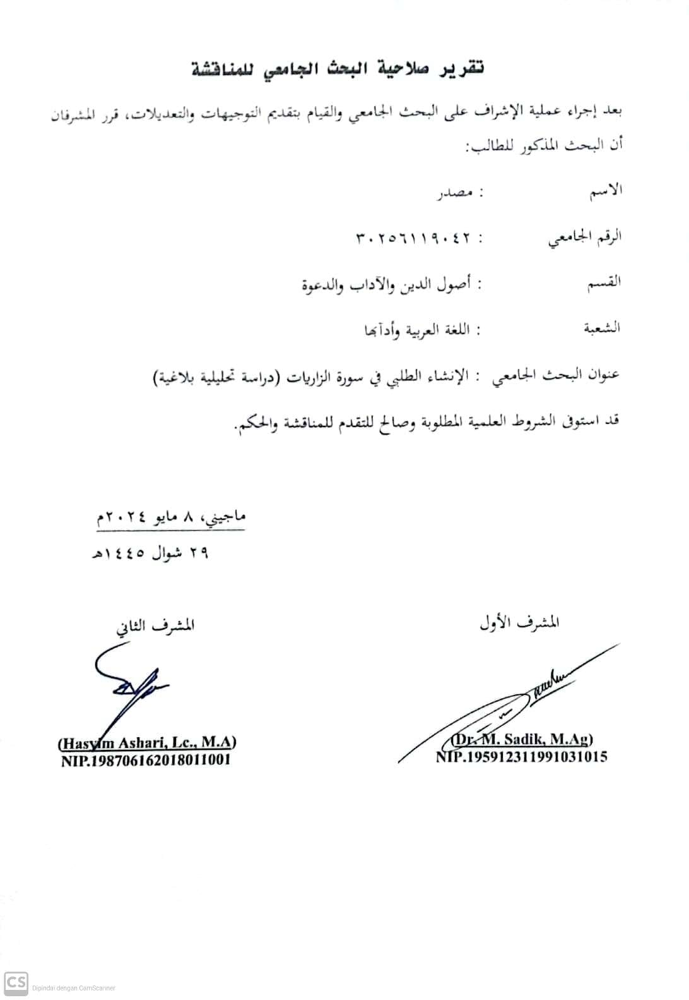 تقرير صلاحية البحث الجامعي للمناقشة
بعد إجراء عملية الإشراف على البحث الجامعي والقيام بتقديم التوجيهات والتعديلات، قرر المشرفان
أن البحث المذكور للطالب:
الاسم : مصدر
الرقم الجامعي : ٣٠٢٥٦١١٩٠٤٢
القسم : أصول الدين والآداب والدعوة
الشعبة : اللغة العربية وأدآبها
عنوان البحث الجامعي : الإنشاء الطلبي في سورة الزاريات (دراسة تحليلية بلاغية)
قد استوفى الشروط العلمية المطلوبة وصالح للتقدم للمناقشة والحكم.
ماجيني، ٨ مايو ٢٠٢٤م
٢٩ شوال ١٤٤٥هـ
المشرف الأول
المشرف الثاني
(Dr. M. Sadik, M.Ag)
NIP.195912311991031015
(Hasyim Ashari, Lc., M.A)
NIP.198706162018011001
CS Dipindai dengan CamScanner